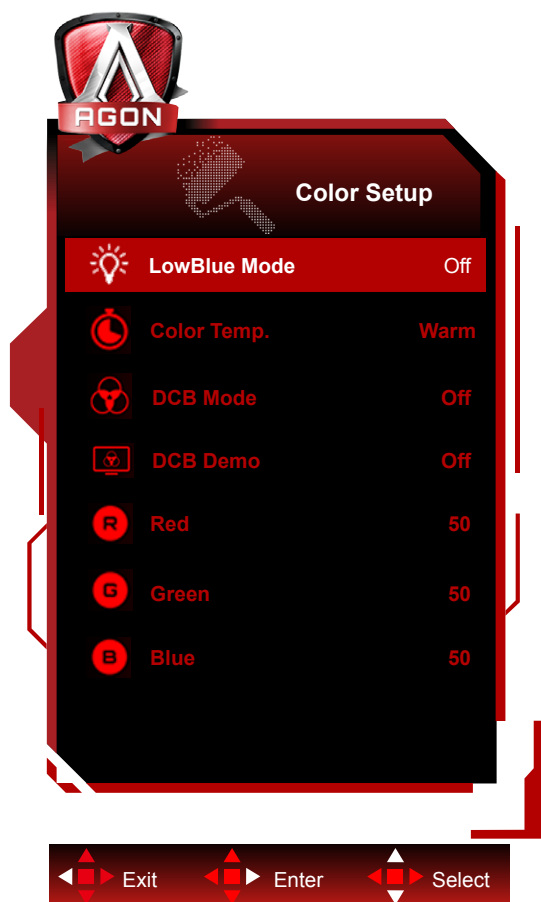 AGON
Color Setup
LowBlue Mode Off
Color Temp. Warm
DCB Mode Off
DCB Demo Off
R Red 50
G Green 50
B Blue 50
Exit Enter Select